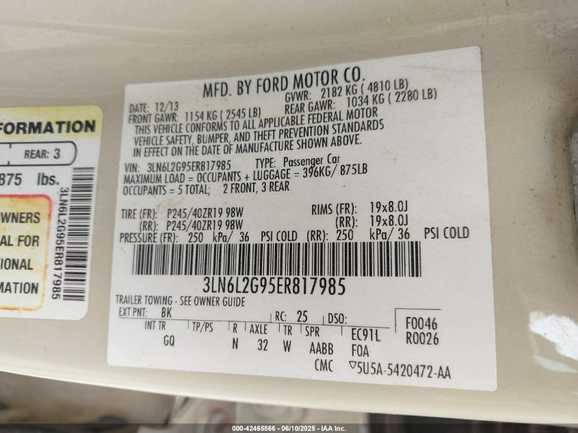 FORMATION
REAR: 3
875 lbs.
OWNERS
AL FOR
IONAL
MATION
3LN6L2G95ER817985
MFD. BY FORD MOTOR CO.
DATE: 12/13 GVWR: 2182 KG ( 4810 LB)
FRONT GAWR: 1154 KG ( 2545 LB) REAR GAWR: 1034 KG ( 2280 LB)
THIS VEHICLE CONFORMS TO ALL APPLICABLE FEDERAL MOTOR
VEHICLE SAFETY, BUMPER, AND THEFT PREVENTION STANDARDS
IN EFFECT ON THE DATE OF MANUFACTURE SHOWN ABOVE.
VIN: 3LN6L2G95ER817985 TYPE: Passenger Car
MAXIMUM LOAD = OCCUPANTS + LUGGAGE = 396KG/ 875LB
OCCUPANTS = 5 TOTAL; 2 FRONT, 3 REAR
TIRE (FR): P245/40ZR19 98W RIMS (FR): 19x8.0J
(RR): P245/40ZR19 98W (RR): 19x8.0J
PRESSURE (FR): 250 kPa/ 36 PSI COLD (RR): 250 kPa/ 36 PSI COLD
3LN6L2G95ER817985
TRAILER TOWING - SEE OWNER GUIDE
EXT PNT: BK RC: 25 DSO: F0046
INT TR TP/PS R AXLE TR SPR EC91L R0026
GQ N 32 W AABB FOA
CMC 5U5A-5420472-AA
000-42465566 - 06/10/2025 - IAA Inc.